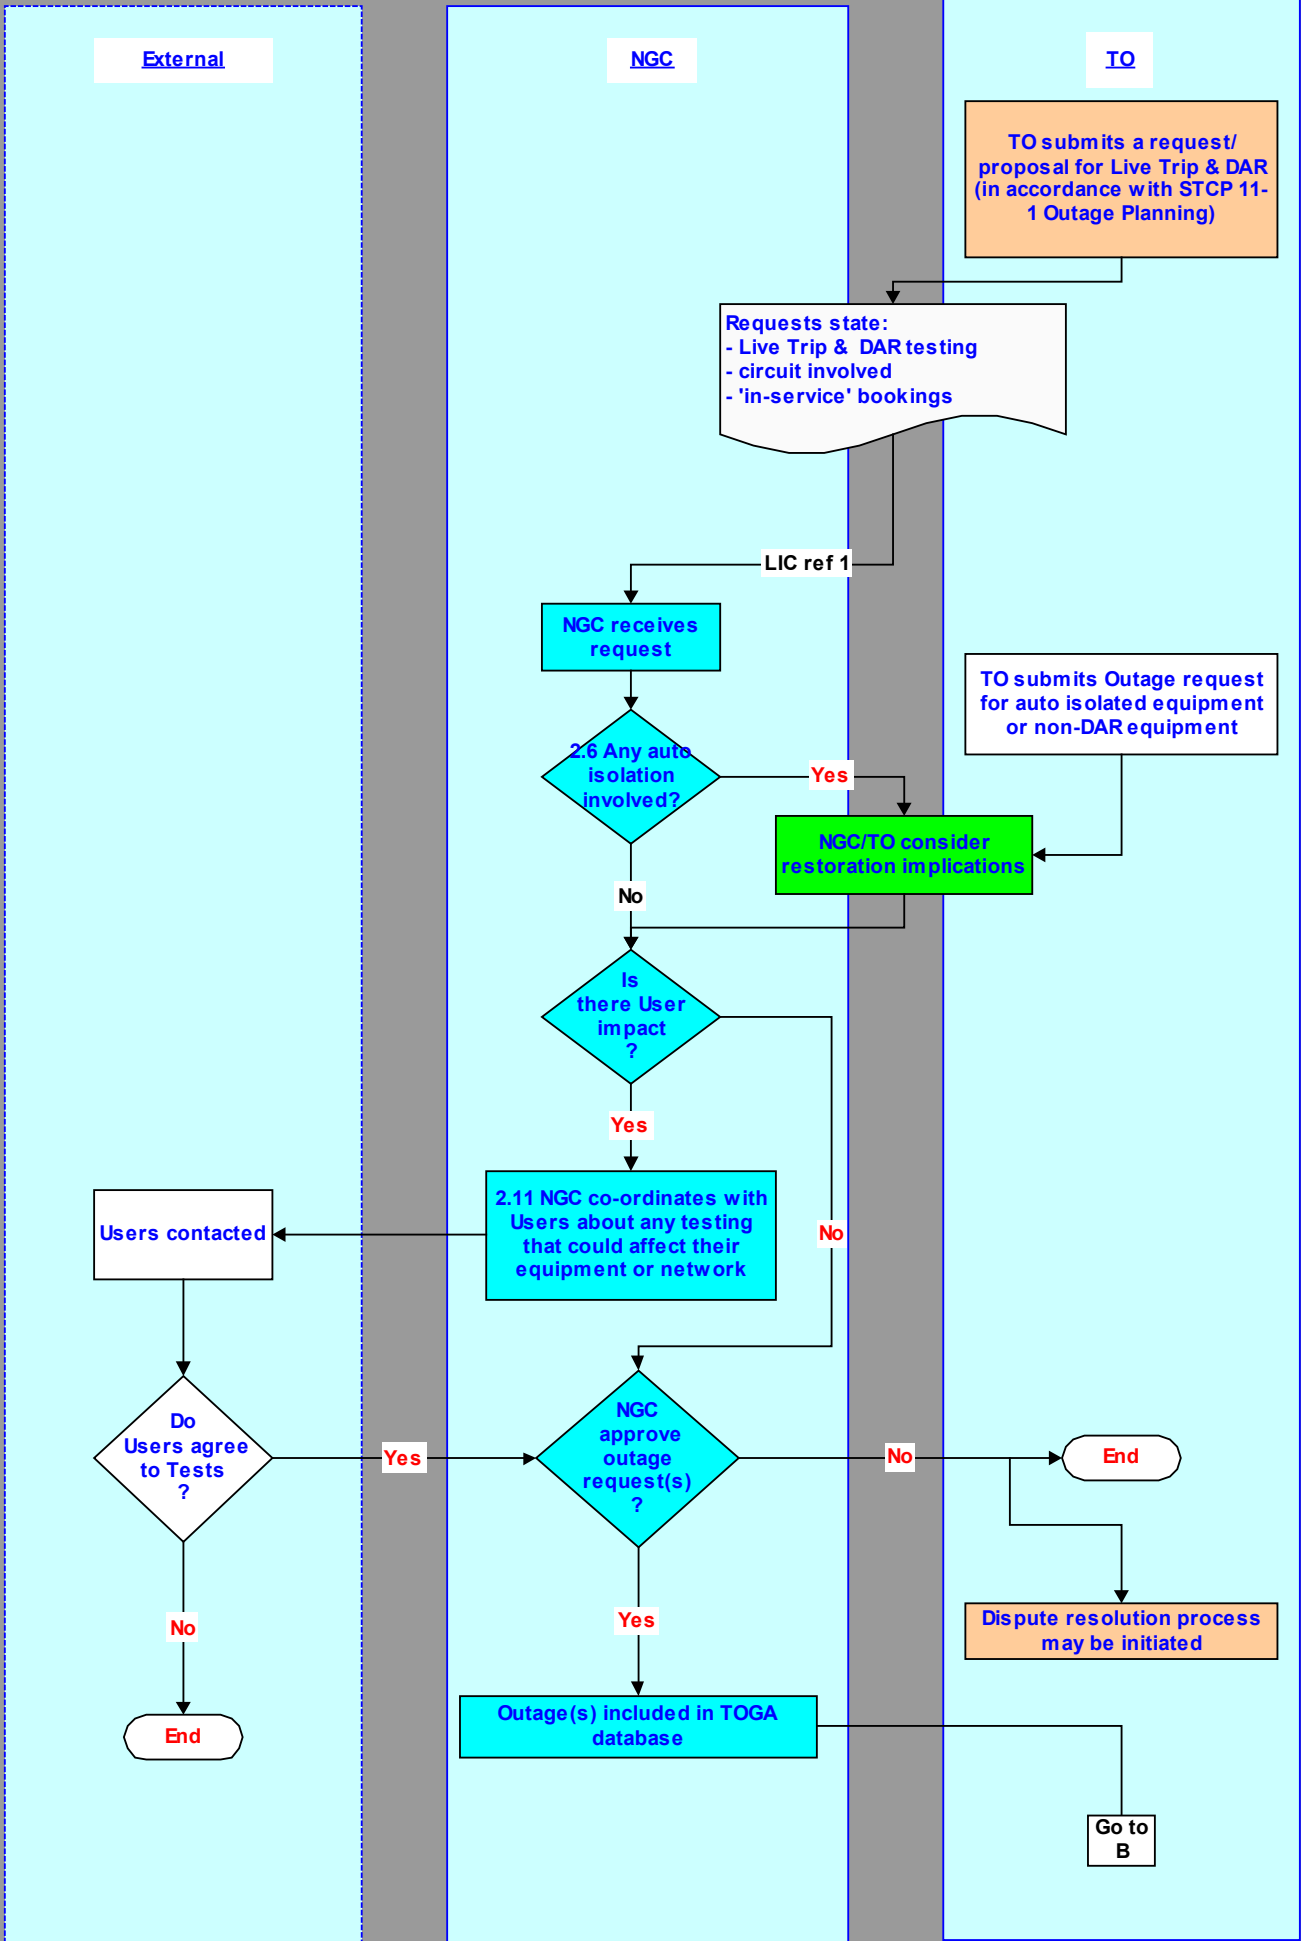 External
NGC
TO
TO submits a request/
proposal for Live Trip & DAR
(in accordance with STCP 11-
1 Outage Planning)
Requests state:
- Live Trip & DAR testing
- circuit involved
- 'in-service' bookings
LIC ref 1
NGC receives
request
TO submits Outage request
for auto isolated equipment
or non-DAR equipment
2.6 Any auto
isolation
involved?
Yes
NGC/TO consider
restoration implications
No
Is
there User
impact
?
Yes
No
2.11 NGC co-ordinates with
Users about any testing
that could affect their
equipment or network
Users contacted
Do
Users agree
to Tests
?
Yes
NGC
approve
outage
request(s)
?
No
End
Dispute resolution process
may be initiated
No
Yes
End
Outage(s) included in TOGA
database
Go to
B